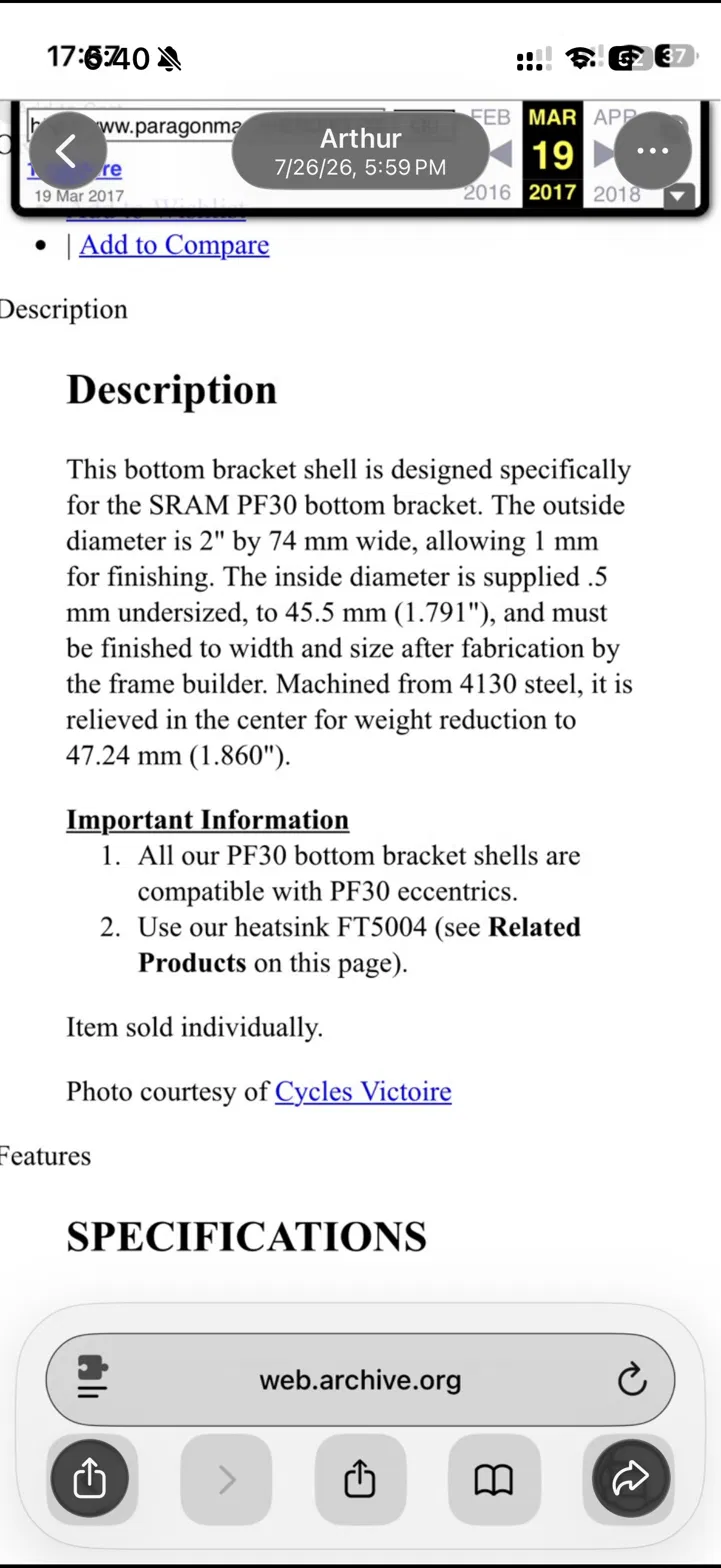 40
37
www.paragonma
FEB
MAR
APR
Arthur
7/26/26, 5:59 PM
19
19 Mar 2017
2016
2017
2018
Add to Wishlist
• | Add to Compare
Description
Description
This bottom bracket shell is designed specifically
for the SRAM PF30 bottom bracket. The outside
diameter is 2" by 74 mm wide, allowing 1 mm
for finishing. The inside diameter is supplied .5
mm undersized, to 45.5 mm (1.791"), and must
be finished to width and size after fabrication by
the frame builder. Machined from 4130 steel, it is
relieved in the center for weight reduction to
47.24 mm (1.860").
Important Information
1. All our PF30 bottom bracket shells are
compatible with PF30 eccentrics.
2. Use our heatsink FT5004 (see Related
Products on this page).
Item sold individually.
Photo courtesy of Cycles Victoire
Features
SPECIFICATIONS
web.archive.org